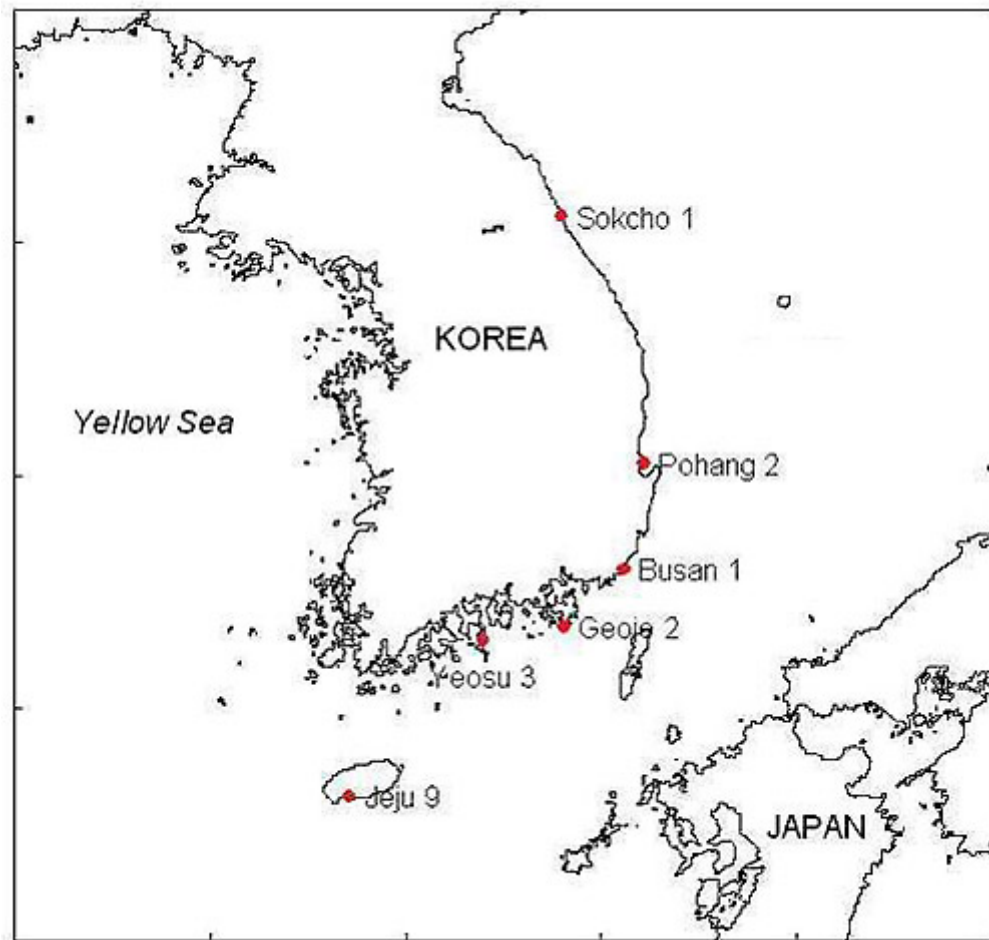 Sokcho 1
KOREA
Yellow Sea
Pohang 2
Busan 1
Geoje 2
Yeosu 3
Jeju 9
JAPAN